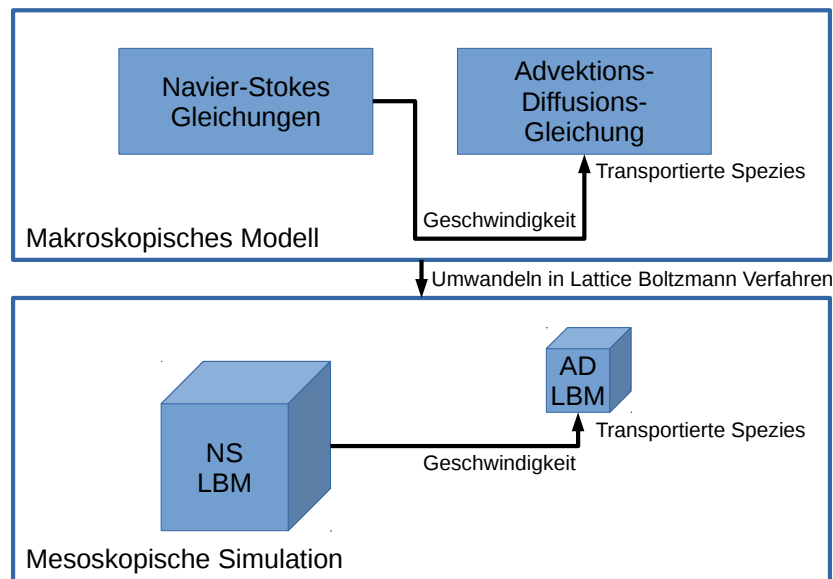 Navier-Stokes
Gleichungen
Advektions-
Diffusions-
Gleichung
Transportierte Spezies
Geschwindigkeit
Makroskopisches Modell
Umwandeln in Lattice Boltzmann Verfahren
AD
LBM
NS
LBM
Transportierte Spezies
Geschwindigkeit
Mesoskopische Simulation